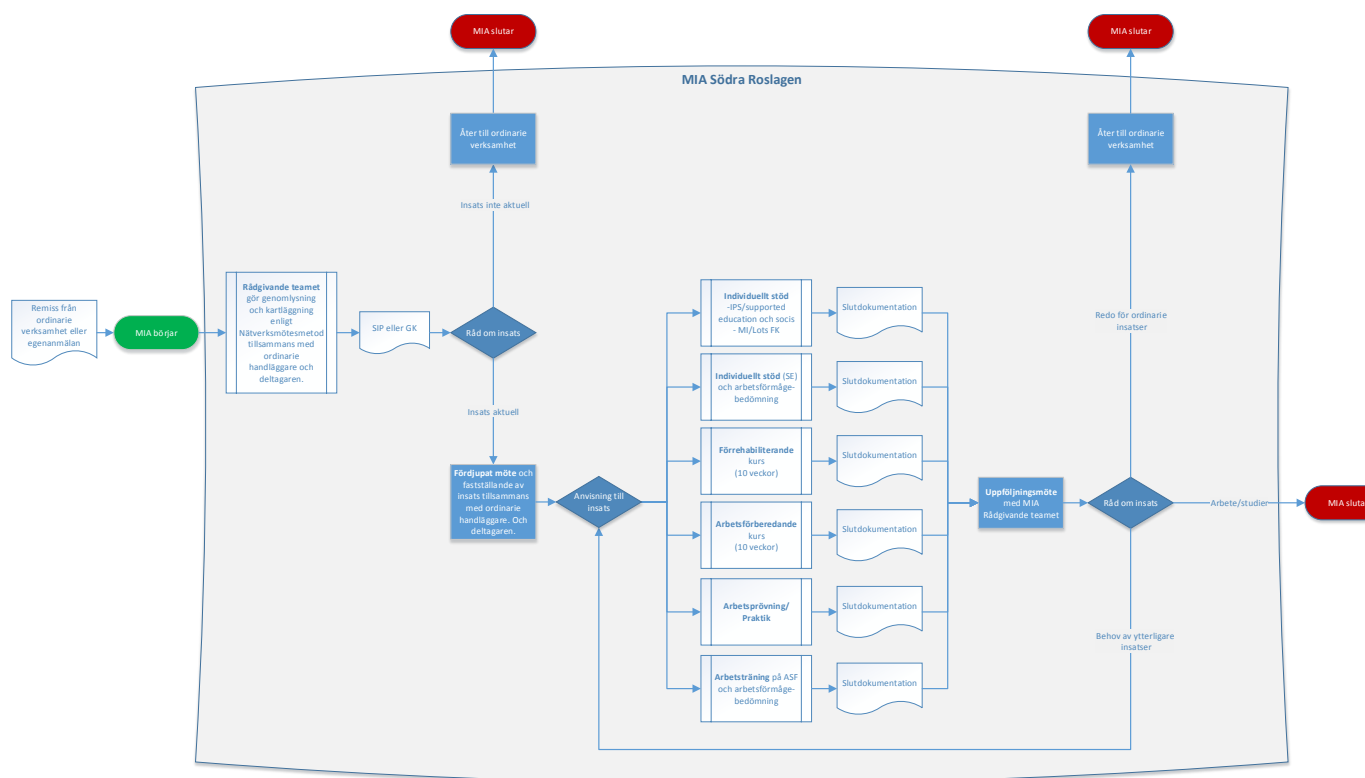 MIA slutar
MIA slutar
MIA Södra Roslagen
Åter till ordinarie
verksamhet
Åter till ordinarie
verksamhet
Insats inte aktuell
Remiss från
ordinarie
verksamhet eller
egenanmälan
MIA börjar
Rådgivande teamet
gör genomlysning
och kartläggning
enligt
Nätverksmötesmetod
tillsammans med
ordinarie
handläggare och
deltagaren.
SIP eller GK
Råd om insats
Insats aktuell
Fördjupat möte och
fastställande av
insats tillsammans
med ordinarie
handläggare. Och
deltagaren.
Anvisning till
insats
Individuellt stöd
-IPS/supported
education och socis
- MI/Lots FK
Slutdokumentation
Individuellt stöd (SE)
och arbetsförmåge-
bedömning
Slutdokumentation
Förrehabiliterande
kurs
(10 veckor)
Slutdokumentation
Arbetsförberedande
kurs
(10 veckor)
Slutdokumentation
Arbetsprövning/
Praktik
Slutdokumentation
Arbetsträning på ASF
och arbetsförmåge-
bedömning
Slutdokumentation
Uppföljningsmöte
med MIA
Rådgivande teamet
Råd om insats
Redo för ordinarie
insatser
Arbete/studier
MIA slutar
Behov av ytterligare
insatser